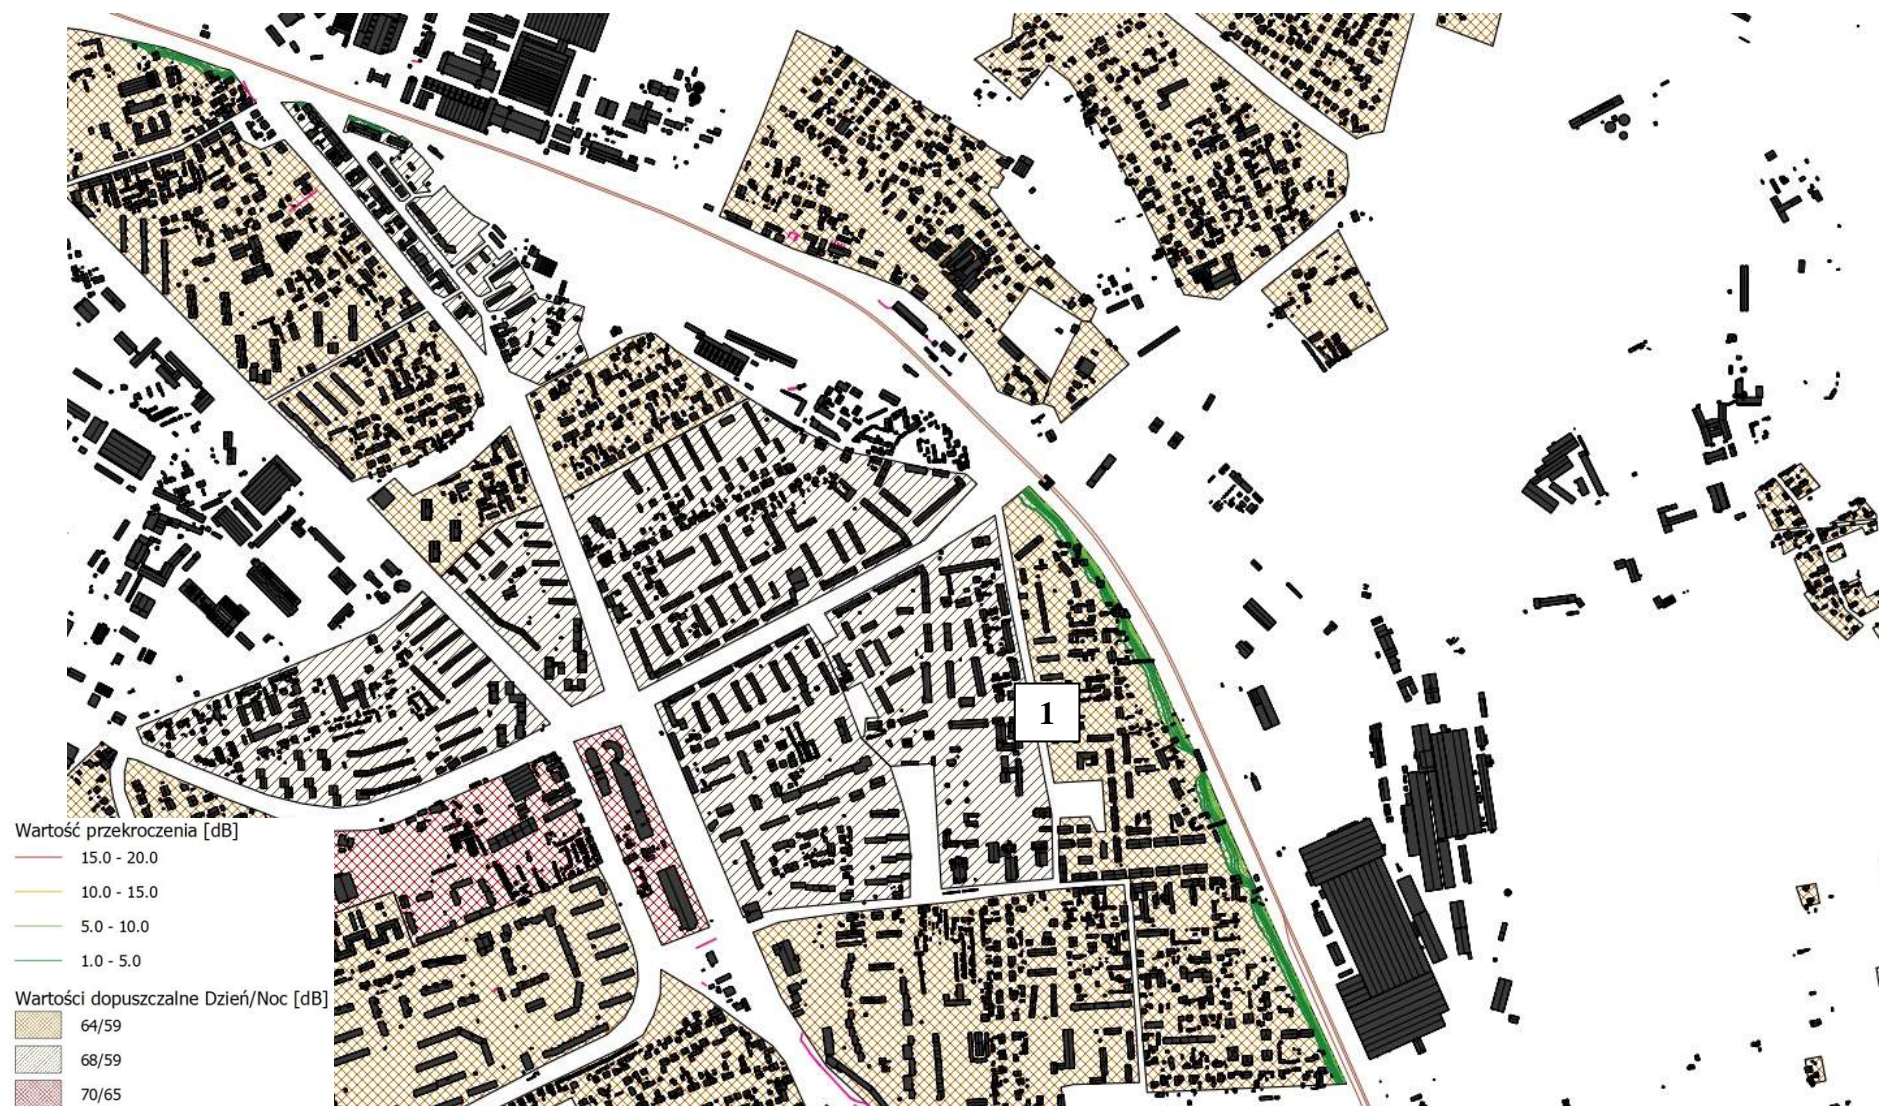 1
Wartość przekroczenia [dB]
15.0 - 20.0
10.0 - 15.0
5.0 - 10.0
1.0 - 5.0
Wartości dopuszczalne Dzień/Noc [dB]
64/59
68/59
70/65